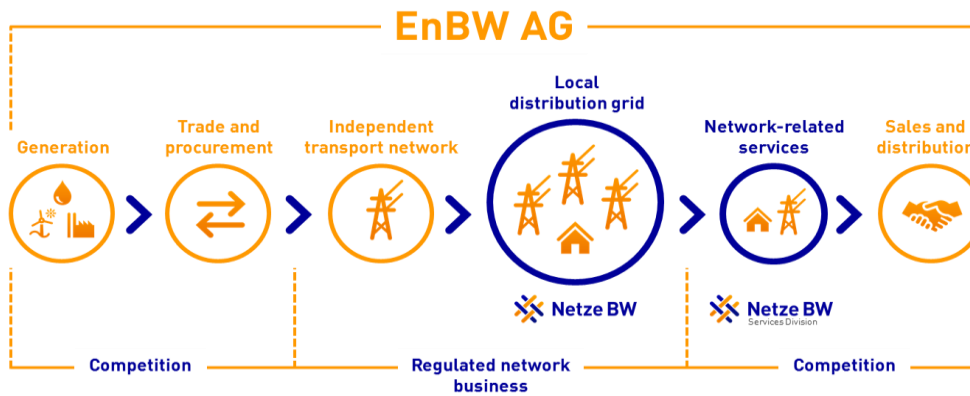 EnBW AG
Generation
Trade and
procurement
Independent
transport network
Local
distribution grid
Network-related
services
Sales and
distribution
Netze BW
Netze BW
Services Division
Competition
Regulated network
business
Competition